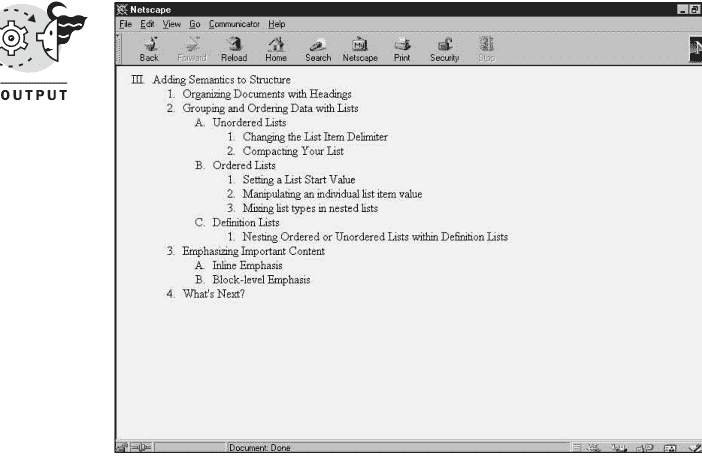 OUTPUT
Netscape
File Edit View Go Communicator Help
Back Forward Reload Home Search Netscape Print Security Stop
III. Adding Semantics to Structure
1. Organizing Documents with Headings
2. Grouping and Ordering Data with Lists
A. Unordered Lists
1. Changing the List Item Delimiter
2. Compacting Your List
B. Ordered Lists
1. Setting a List Start Value
2. Manipulating an individual list item value
3. Mixing list types in nested lists
C. Definition Lists
1. Nesting Ordered or Unordered Lists within Definition Lists
3. Emphasizing Important Content
A. Inline Emphasis
B. Block-level Emphasis
4. What's Next?
Document: Done